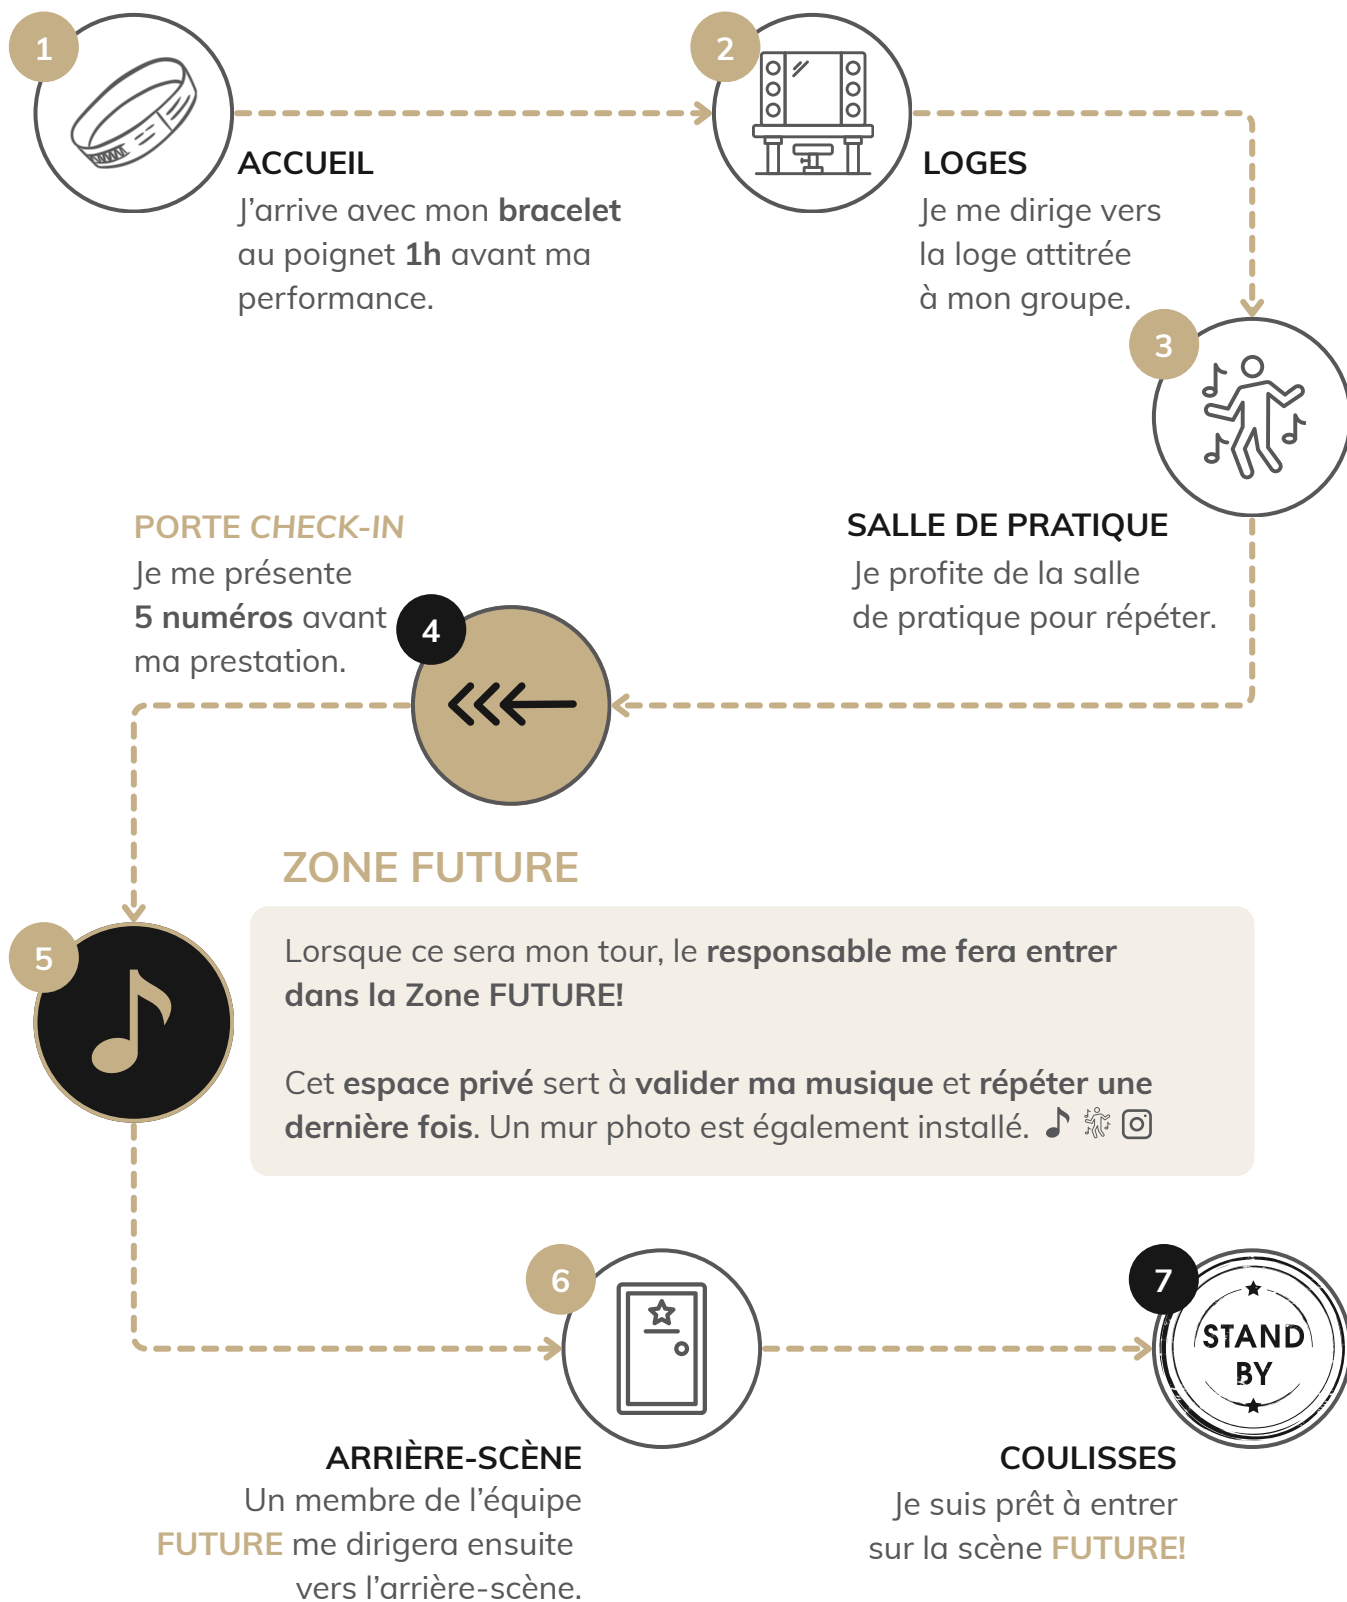 1
ACCUEIL
J’arrive avec mon bracelet
au poignet 1h avant ma
performance.
2
LOGES
Je me dirige vers
la loge attitrée
à mon groupe.
3
SALLE DE PRATIQUE
Je profite de la salle
de pratique pour répéter.
4
PORTE CHECK-IN
Je me présente
5 numéros avant
ma prestation.
5
ZONE FUTURE
Lorsque ce sera mon tour, le responsable me fera entrer
dans la Zone FUTURE!
Cet espace privé sert à valider ma musique et répéter une
dernière fois. Un mur photo est également installé.
6
ARRIÈRE-SCÈNE
Un membre de l’équipe
FUTURE me dirigera ensuite
vers l’arrière-scène.
7
STAND
BY
COULISSES
Je suis prêt à entrer
sur la scène FUTURE!